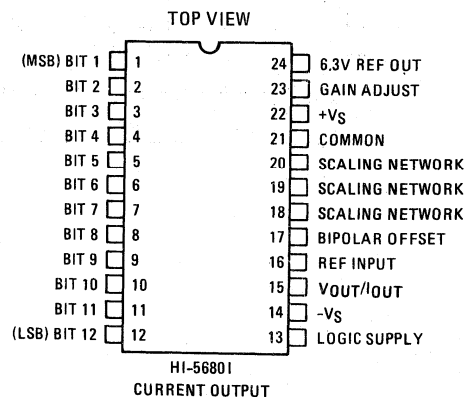 TOP VIEW
(MSB) BIT 1 1 24 6.3V REF OUT
BIT 2 2 23 GAIN ADJUST
BIT 3 3 22 +VS
BIT 4 4 21 COMMON
BIT 5 5 20 SCALING NETWORK
BIT 6 6 19 SCALING NETWORK
BIT 7 7 18 SCALING NETWORK
BIT 8 8 17 BIPOLAR OFFSET
BIT 9 9 16 REF INPUT
BIT 10 10 15 VOUT/IOUT
BIT 11 11 14 -VS
(LSB) BIT 12 12 13 LOGIC SUPPLY
HI-5680I
CURRENT OUTPUT